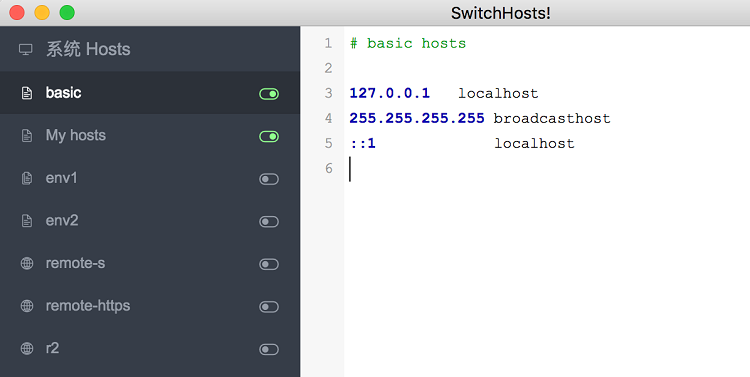 SwitchHosts!
系统 Hosts
basic
My hosts
env1
env2
remote-s
remote-https
r2
1 # basic hosts
2
3 127.0.0.1 localhost
4 255.255.255.255 broadcasthost
5 ::1 localhost
6